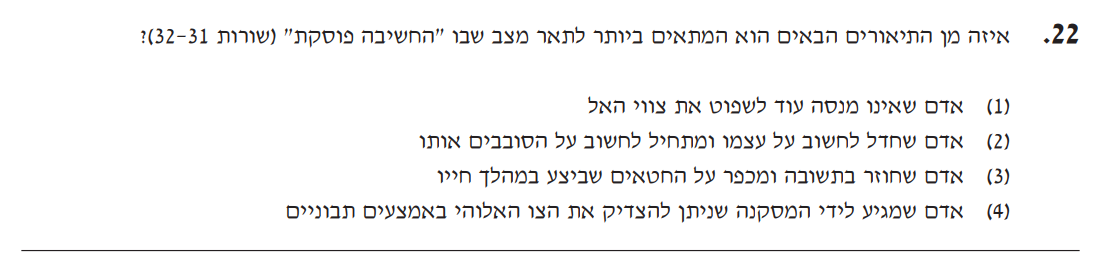 22. איזה מן התיאורים הבאים הוא המתאים ביותר לתאר מצב שבו "החשיבה פוסקת" (שורות 31–32)?
(1) אדם שאינו מנסה עוד לשפוט את צווי האל
(2) אדם שחדל לחשוב על עצמו ומתחיל לחשוב על הסובבים אותו
(3) אדם שחוזר בתשובה ומכפר על החטאים שביצע במהלך חייו
(4) אדם שמגיע לידי המסקנה שניתן להצדיק את הצו האלוהי באמצעים תבוניים